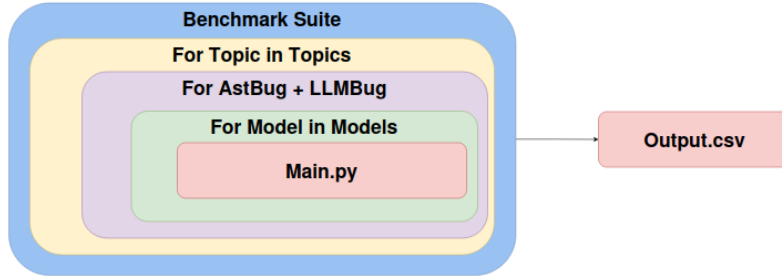 Benchmark Suite
For Topic in Topics
For AstBug + LLMBug
For Model in Models
Main.py
Output.csv